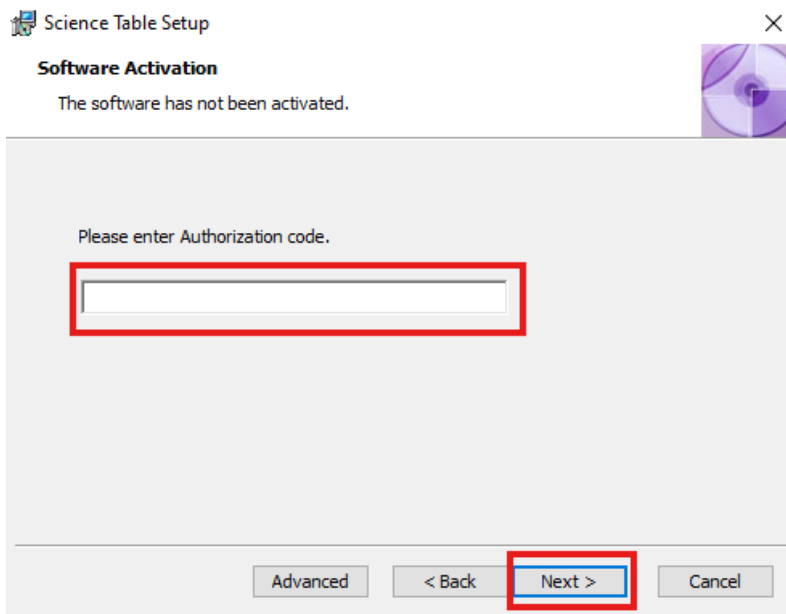 Science Table Setup
Software Activation
The software has not been activated.
Please enter Authorization code.
Advanced < Back Next > Cancel